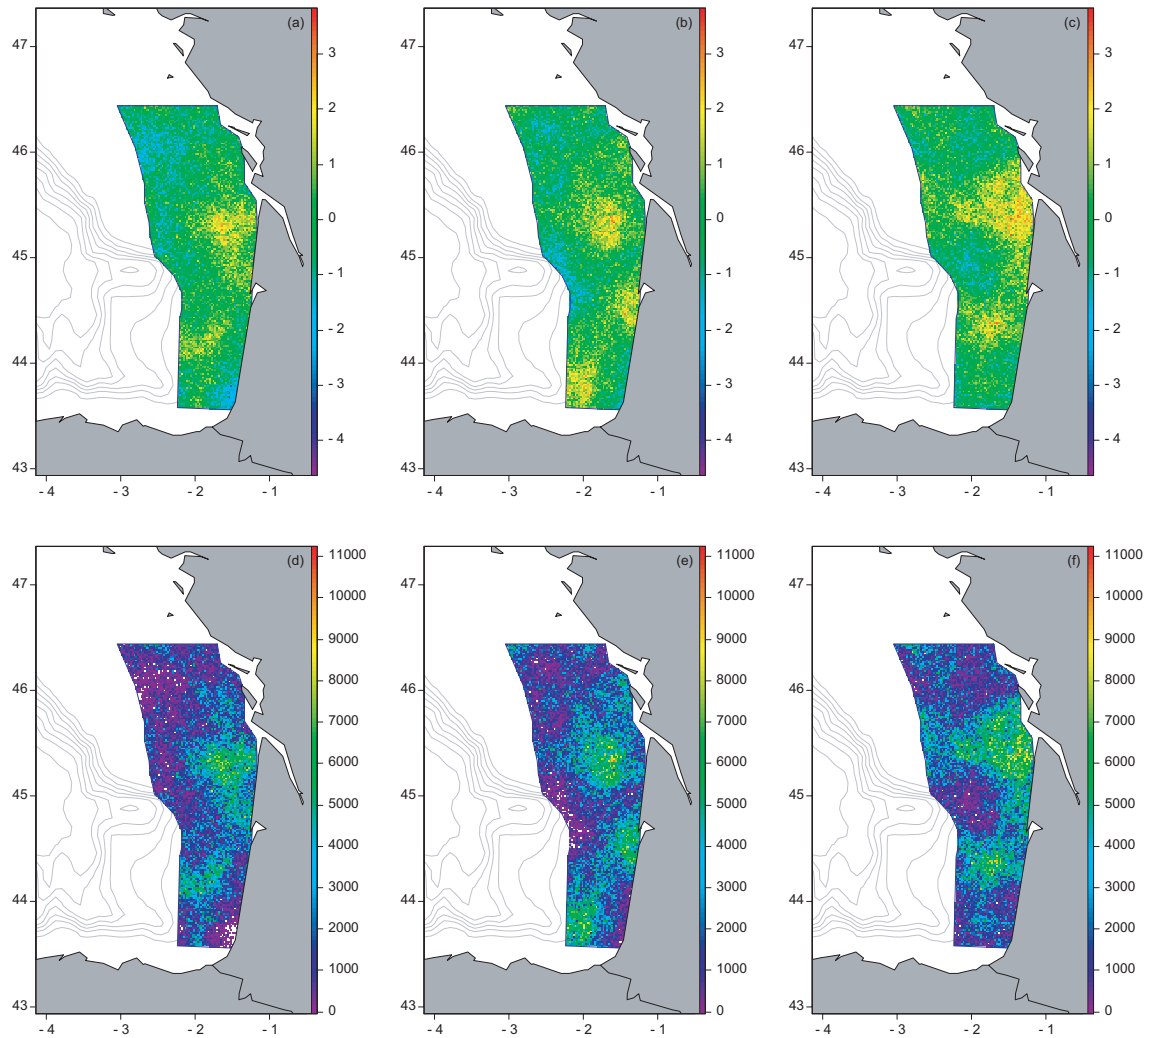 (a) (b) (c)
47 47 47
3 3 3
2 2 2
46 46 46
1 1 1
0 0 0
45 45 45
- 1 - 1 - 1
- 2 - 2 - 2
44 44 44
- 3 - 3 - 3
- 4 - 4 - 4
43 43 43
- 4 - 3 - 2 - 1 - 4 - 3 - 2 - 1 - 4 - 3 - 2 - 1
(d) 11000 (e) 11000 (f) 11000
47 10000 47 10000 47 10000
9000 9000 9000
46 8000 46 8000 46 8000
7000 7000 7000
6000 6000 6000
45 5000 45 5000 45 5000
4000 4000 4000
3000 3000 3000
44 2000 44 2000 44 2000
1000 1000 1000
43 0 43 0 43 0
- 4 - 3 - 2 - 1 - 4 - 3 - 2 - 1 - 4 - 3 - 2 - 1